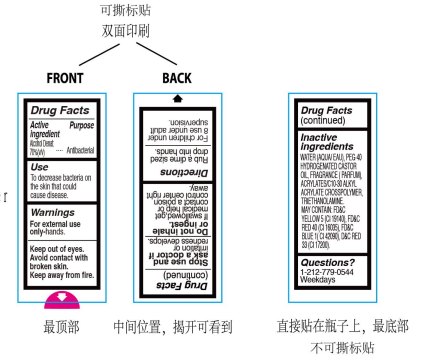 可撕标贴
双面印刷
FRONT
BACK
Drug Facts
Active
ingredient
Purpose
Alcohol Denat.
70%(v/v) ..... Antibacterial
Use
To decrease bacteria on
the skin that could
cause disease.
Warnings
For external use
only-hands.
Keep out of eyes.
Avoid contact with
broken skin.
Keep away from fire.
最顶部
Drug Facts
(continued)
Stop use and
ask a doctor if
irritation or
redness develops.
Do not inhale
or ingest.
If swallowed,get
medical help or
contact a poison
control center right
away.
Directions
Rub a dime sized
drop into hands.
For children under
8 use under adult
supervision.
中间位置，揭开可看到
Drug Facts
(continued)
Inactive
ingredients
WATER (AQUA/ EAU), PEG-40
HYDROGENATED CASTOR
OIL, FRAGRANCE ( PARFUM),
ACRYLATES/C10-30 ALKYL
ACRYLATE CROSSPOLYMER,
TRIETHANOLAMINE.
MAY CONTAIN: FD&C
YELLOW 5 (CI 19140), FD&C
RED 40 (CI 16035), FD&C
BLUE 1( CI 42090), D&C RED
33 (CI 17200).
Questions?
1-212-779-0544
Weekdays
直接贴在瓶子上，最底部
不可撕标贴